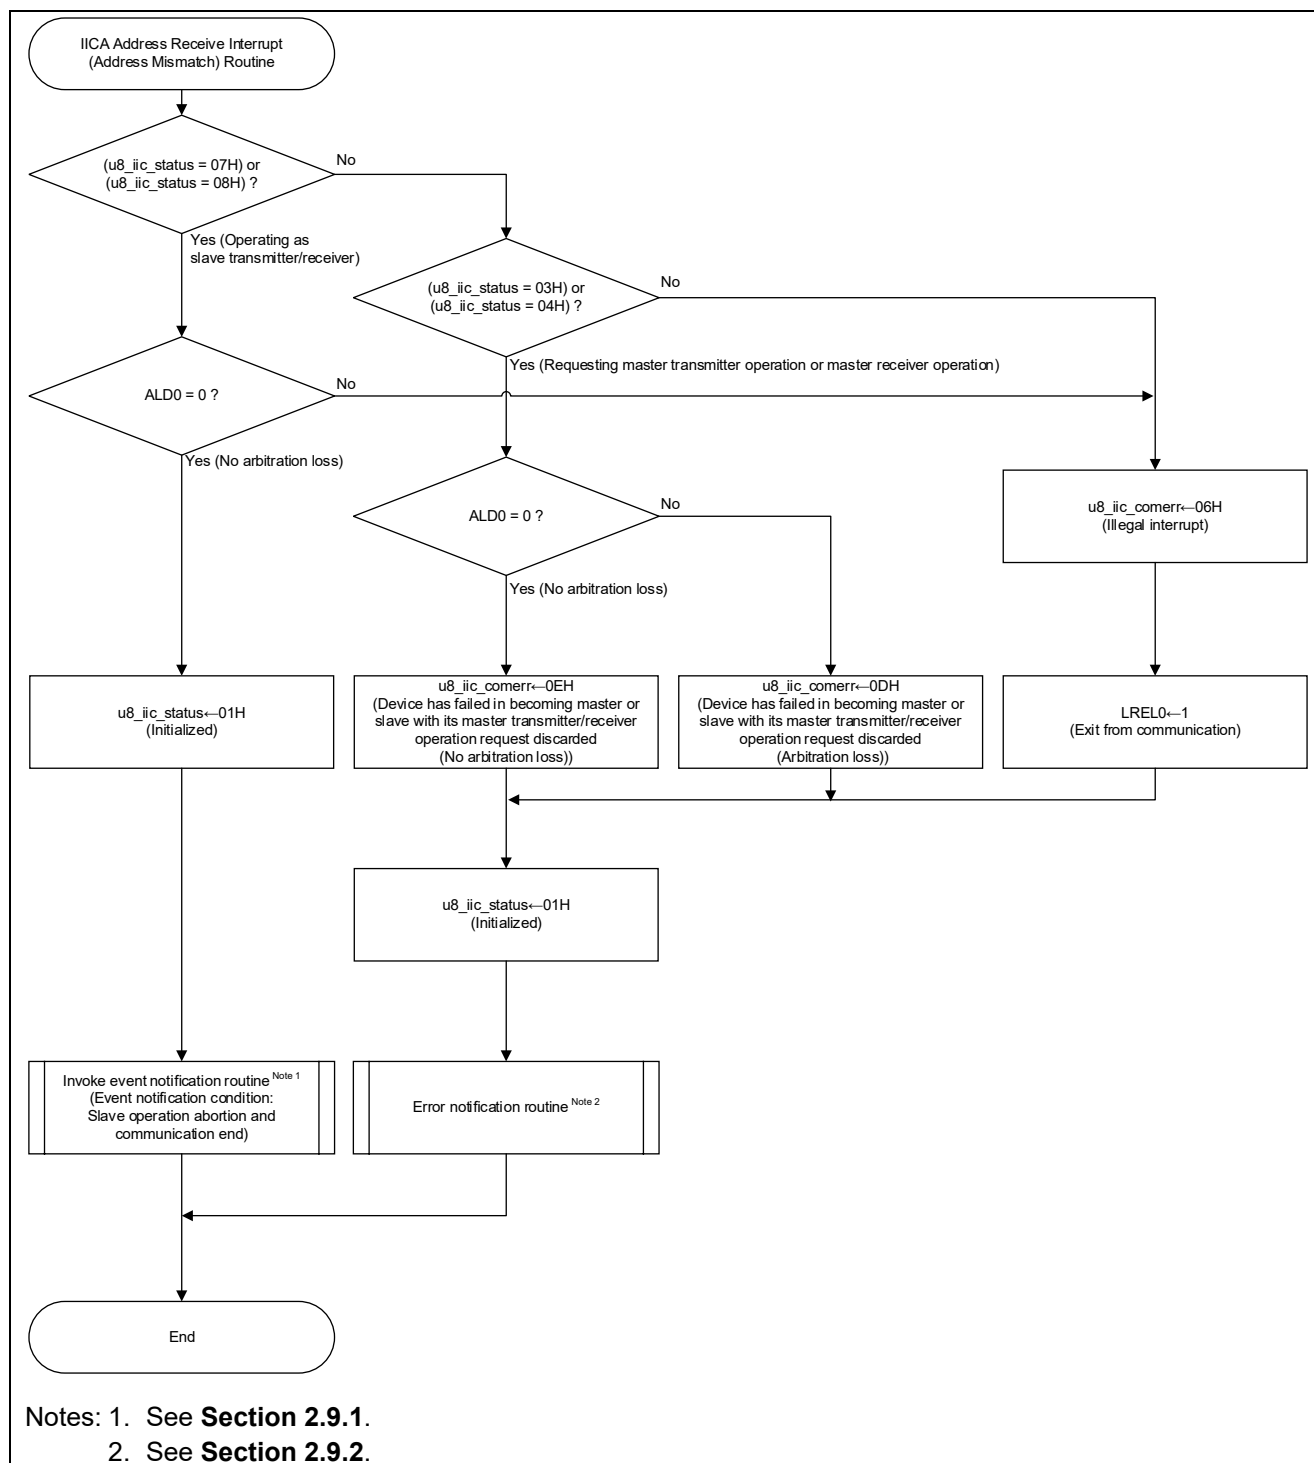 IICA Address Receive Interrupt
(Address Mismatch) Routine
(u8_iic_status = 07H) or
(u8_iic_status = 08H) ?
No
Yes (Operating as
slave transmitter/receiver)
(u8_iic_status = 03H) or
(u8_iic_status = 04H) ?
No
Yes (Requesting master transmitter operation or master receiver operation)
ALD0 = 0 ?
No
Yes (No arbitration loss)
ALD0 = 0 ?
No
Yes (No arbitration loss)
u8_iic_comerr←06H
(Illegal interrupt)
u8_iic_status←01H
(Initialized)
u8_iic_comerr←0EH
(Device has failed in becoming master or
slave with its master transmitter/receiver
operation request discarded
(No arbitration loss))
u8_iic_comerr←0DH
(Device has failed in becoming master or
slave with its master transmitter/receiver
operation request discarded
(Arbitration loss))
LREL0←1
(Exit from communication)
u8_iic_status←01H
(Initialized)
Invoke event notification routine Note 1
(Event notification condition:
Slave operation abortion and
communication end)
Error notification routine Note 2
End
Notes: 1. See Section 2.9.1.
2. See Section 2.9.2.